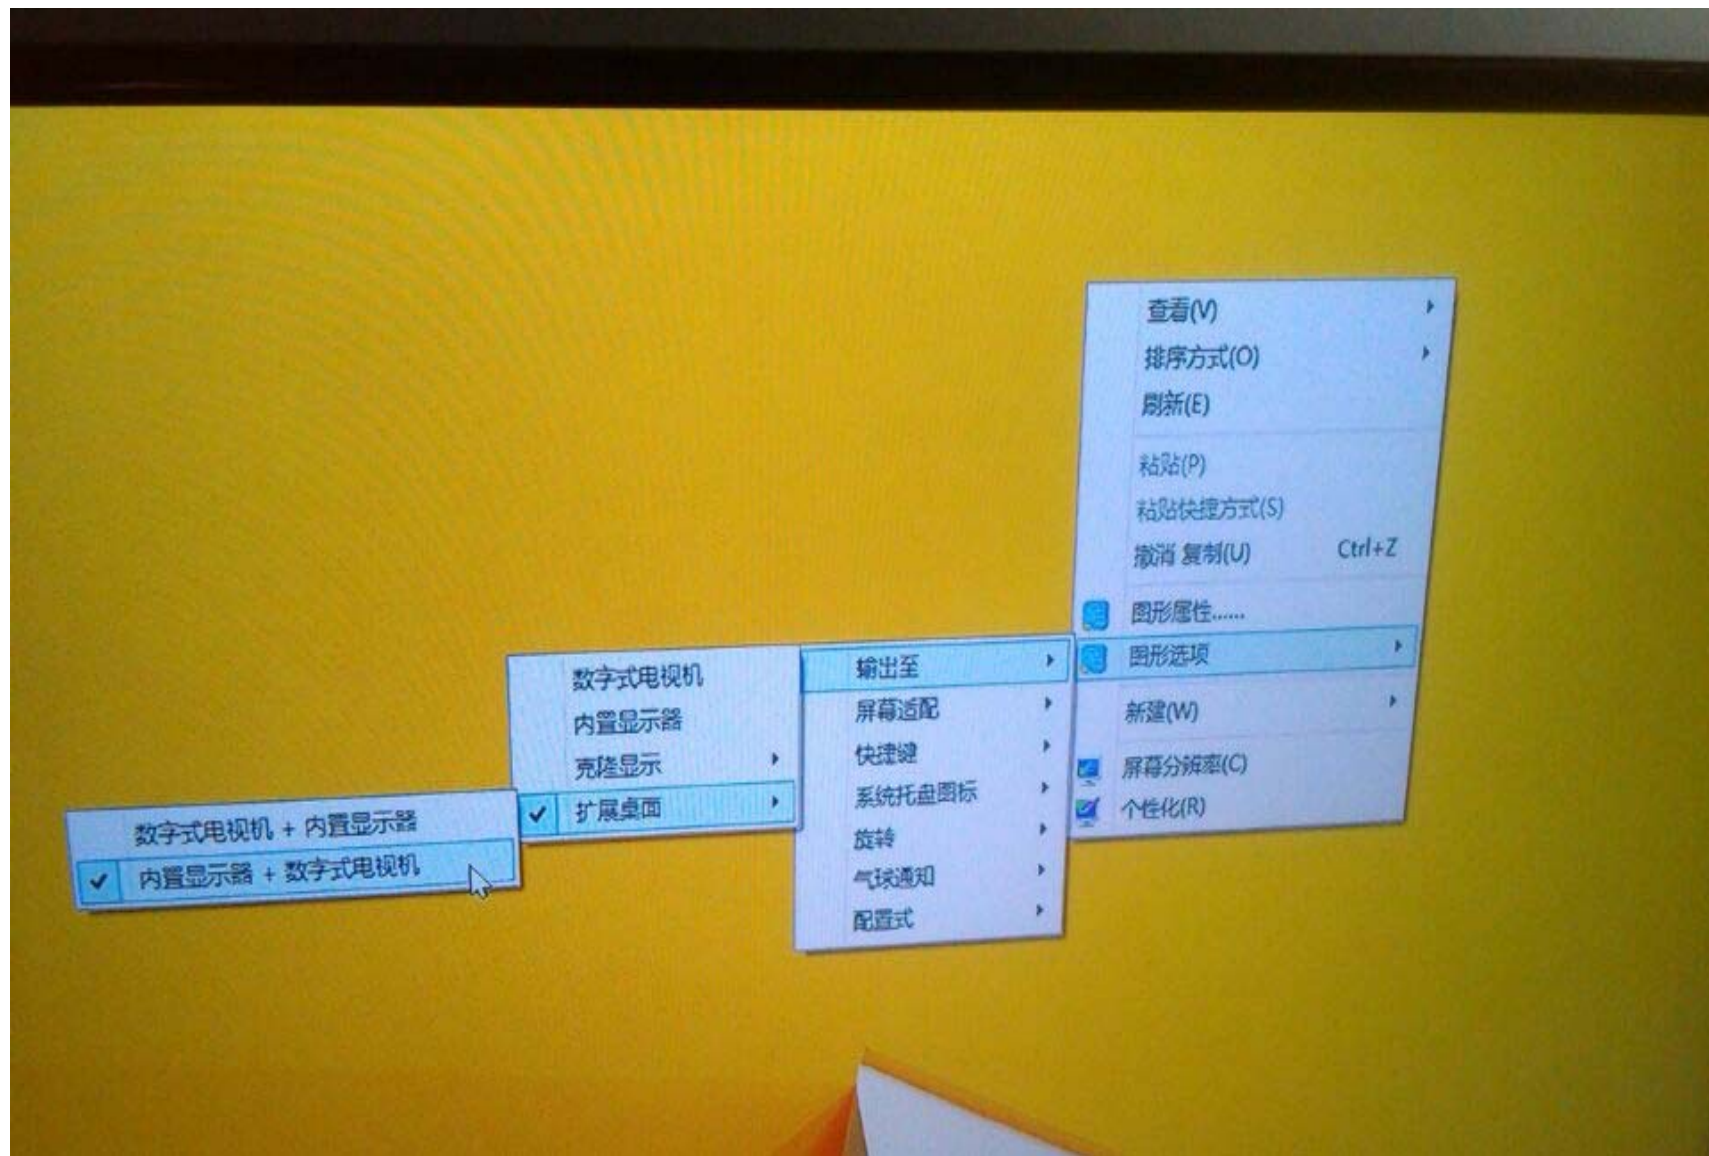 查看(V)
排序方式(O)
刷新(E)
粘贴(P)
粘贴快捷方式(S)
撤消 复制(U) Ctrl+Z
图形属性......
图形选项
新建(W)
屏幕分辨率(C)
个性化(R)
输出至
屏幕适配
快捷键
系统托盘图标
旋转
气球通知
配置式
数字式电视机
内置显示器
克隆显示
扩展桌面
数字式电视机 + 内置显示器
内置显示器 + 数字式电视机